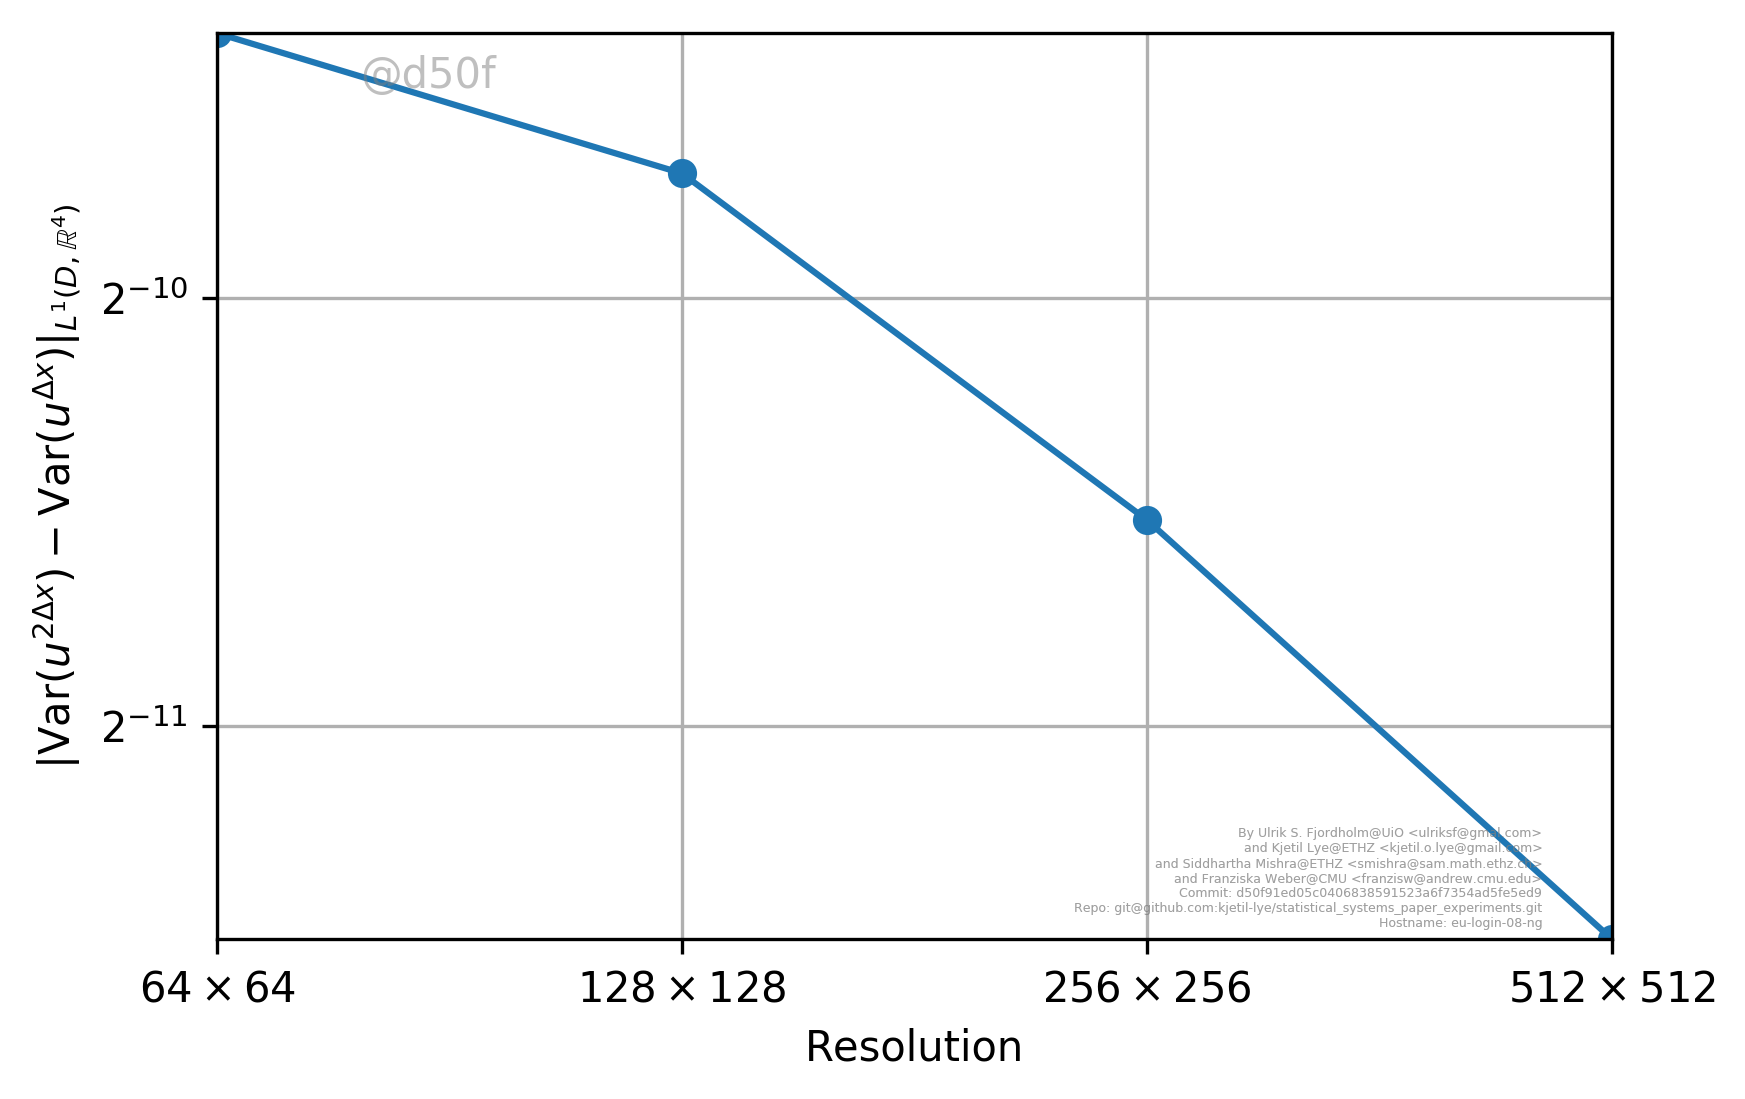 @d50f
|Var(u^{2Δx}) − Var(u^{Δx})|_{L^1(D, ℝ^4)}
2^{−10}
2^{−11}
By Ulrik S. Fjordholm@UiO <ulriksf@gmail.com>
and Kjetil Lye@ETHZ <kjetil.o.lye@gmail.com>
and Siddhartha Mishra@ETHZ <smishra@sam.math.ethz.ch>
and Franziska Weber@CMU <franzisw@andrew.cmu.edu>
Commit: d50f91ed05c0406838591523a6f7354ad5fe5ed9
Repo: git@github.com:kjetil-lye/statistical_systems_paper_experiments.git
Hostname: eu-login-08-ng
64 × 64 128 × 128 256 × 256 512 × 512
Resolution